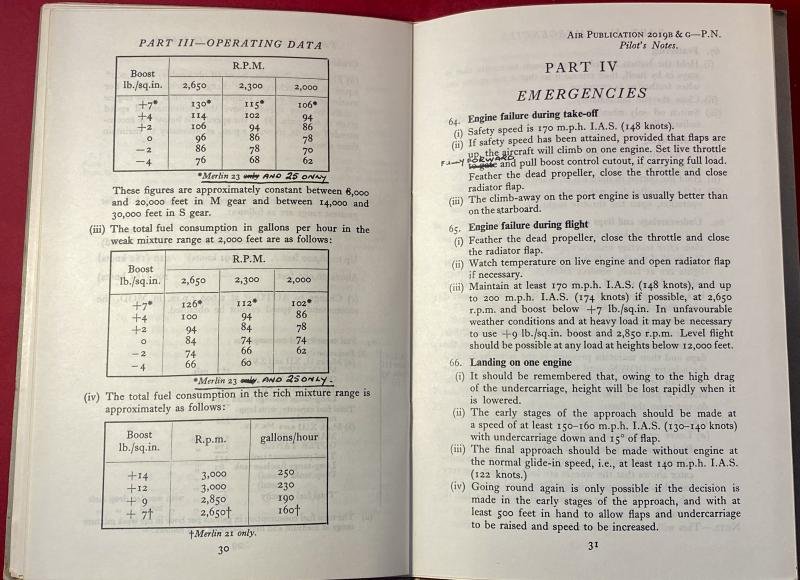 PART III—OPERATING DATA
Boost lb./sq.in. R.P.M.
2,650 2,300 2,000
+7* 130* 115* 106*
+4 114 102 94
+2 106 94 86
0 96 86 78
−2 86 78 70
−4 76 68 62
*Merlin 23 only AND 25 ONLY
These figures are approximately constant between 6,000
and 20,000 feet in M gear and between 14,000 and
30,000 feet in S gear.
(iii) The total fuel consumption in gallons per hour in the
weak mixture range at 2,000 feet are as follows:
Boost lb./sq.in. R.P.M.
2,650 2,300 2,000
+7* 126* 112* 102*
+4 100 94 86
+2 94 84 78
0 84 74 74
−2 74 66 62
−4 66 60
*Merlin 23 only. AND 25 ONLY.
(iv) The total fuel consumption in the rich mixture range is
approximately as follows:
Boost lb./sq.in. R.p.m. gallons/hour
+14 3,000 250
+12 3,000 230
+ 9 2,850 190
+ 7† 2,650† 160†
†Merlin 21 only.
30
AIR PUBLICATION 2019B & G—P.N.
Pilot's Notes.
PART IV
EMERGENCIES
64. Engine failure during take-off
(i) Safety speed is 170 m.p.h. I.A.S. (148 knots).
(ii) If safety speed has been attained, provided that flaps are
up, the aircraft will climb on one engine. Set live throttle
FULLY FORWARD
to gate and pull boost control cutout, if carrying full load.
Feather the dead propeller, close the throttle and close
radiator flap.
(iii) The climb-away on the port engine is usually better than
on the starboard.
65. Engine failure during flight
(i) Feather the dead propeller, close the throttle and close
the radiator flap.
(ii) Watch temperature on live engine and open radiator flap
if necessary.
(iii) Maintain at least 170 m.p.h. I.A.S. (148 knots), and up
to 200 m.p.h. I.A.S. (174 knots) if possible, at 2,650
r.p.m. and boost below +7 lb./sq.in. In unfavourable
weather conditions and at heavy load it may be necessary
to use +9 lb./sq.in. boost and 2,850 r.p.m. Level flight
should be possible at any load at heights below 12,000 feet.
66. Landing on one engine
(i) It should be remembered that, owing to the high drag
of the undercarriage, height will be lost rapidly when it
is lowered.
(ii) The early stages of the approach should be made at
a speed of at least 150–160 m.p.h. I.A.S. (130–140 knots)
with undercarriage down and 15° of flap.
(iii) The final approach should be made without engine at
the normal glide-in speed, i.e., at least 140 m.p.h. I.A.S.
(122 knots.)
(iv) Going round again is only possible if the decision is
made in the early stages of the approach, and with at
least 500 feet in hand to allow flaps and undercarriage
to be raised and speed to be increased.
31